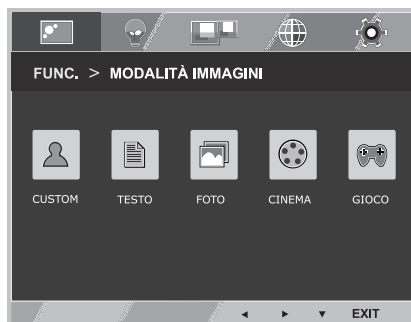 FUNC. > MODALITÀ IMMAGINI
CUSTOM TESTO FOTO CINEMA GIOCO
◄ ► ▼ EXIT